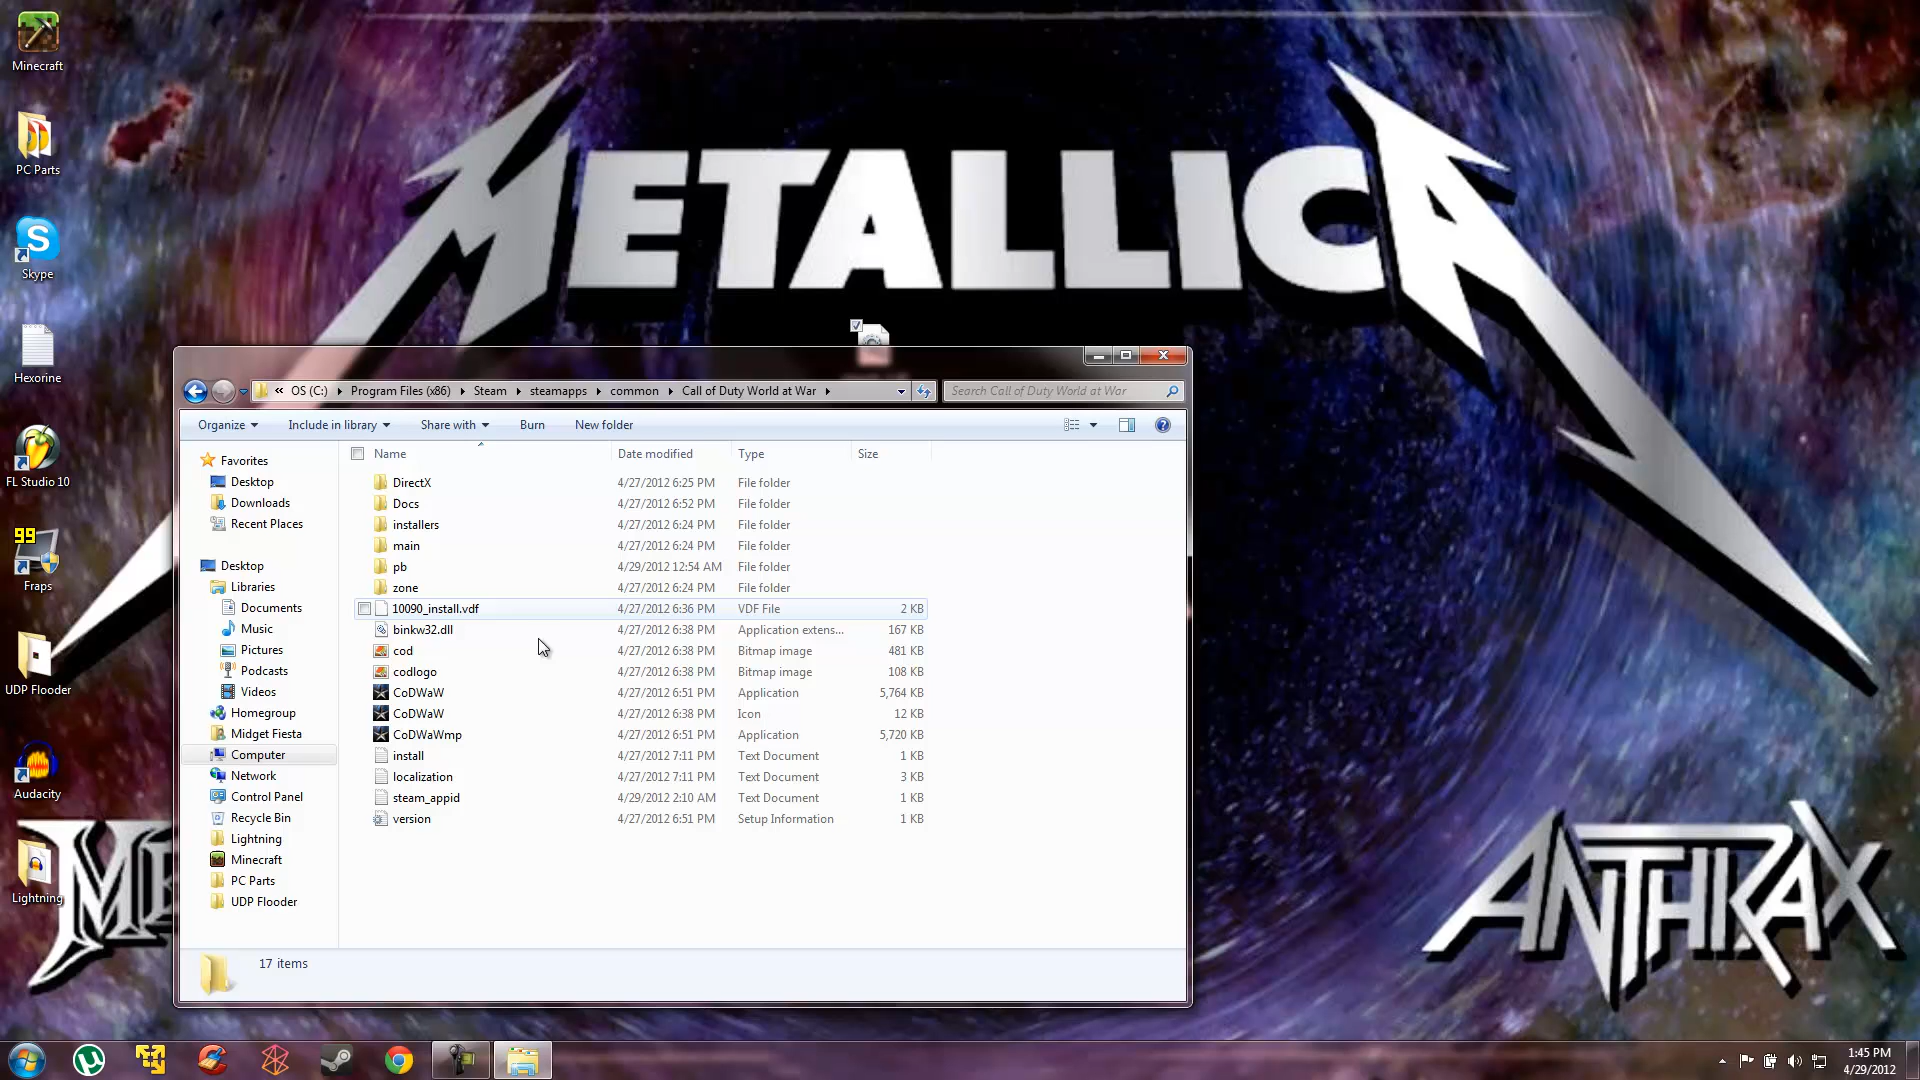 Minecraft
PC Parts
Skype
Hexorine
FL Studio 10
99
Fraps
UDP Flooder
Audacity
Lightning
METALLICA
ANTHRAX
« OS (C:) Program Files (x86) Steam steamapps common Call of Duty World at War
Search Call of Duty World at War
Organize Include in library Share with Burn New folder
Favorites
Desktop
Downloads
Recent Places
Desktop
Libraries
Documents
Music
Pictures
Podcasts
Videos
Homegroup
Midget Fiesta
Computer
Network
Control Panel
Recycle Bin
Lightning
Minecraft
PC Parts
UDP Flooder
Name Date modified Type Size
DirectX 4/27/2012 6:25 PM File folder
Docs 4/27/2012 6:52 PM File folder
installers 4/27/2012 6:24 PM File folder
main 4/27/2012 6:24 PM File folder
pb 4/29/2012 12:54 AM File folder
zone 4/27/2012 6:24 PM File folder
10090_install.vdf 4/27/2012 6:36 PM VDF File 2 KB
binkw32.dll 4/27/2012 6:38 PM Application extens... 167 KB
cod 4/27/2012 6:38 PM Bitmap image 481 KB
codlogo 4/27/2012 6:38 PM Bitmap image 108 KB
CoDWaW 4/27/2012 6:51 PM Application 5,764 KB
CoDWaW 4/27/2012 6:38 PM Icon 12 KB
CoDWaWmp 4/27/2012 6:51 PM Application 5,720 KB
install 4/27/2012 7:11 PM Text Document 1 KB
localization 4/27/2012 7:11 PM Text Document 3 KB
steam_appid 4/29/2012 2:10 AM Text Document 1 KB
version 4/27/2012 6:51 PM Setup Information 1 KB
17 items
1:45 PM
4/29/2012